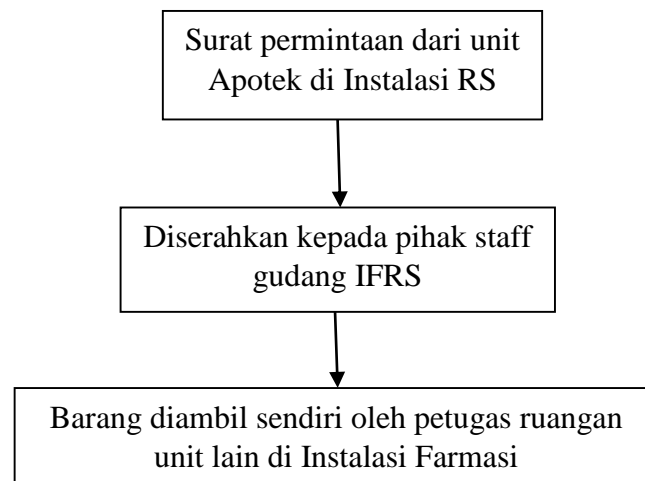 Surat permintaan dari unit
Apotek di Instalasi RS
Diserahkan kepada pihak staff
gudang IFRS
Barang diambil sendiri oleh petugas ruangan
unit lain di Instalasi Farmasi